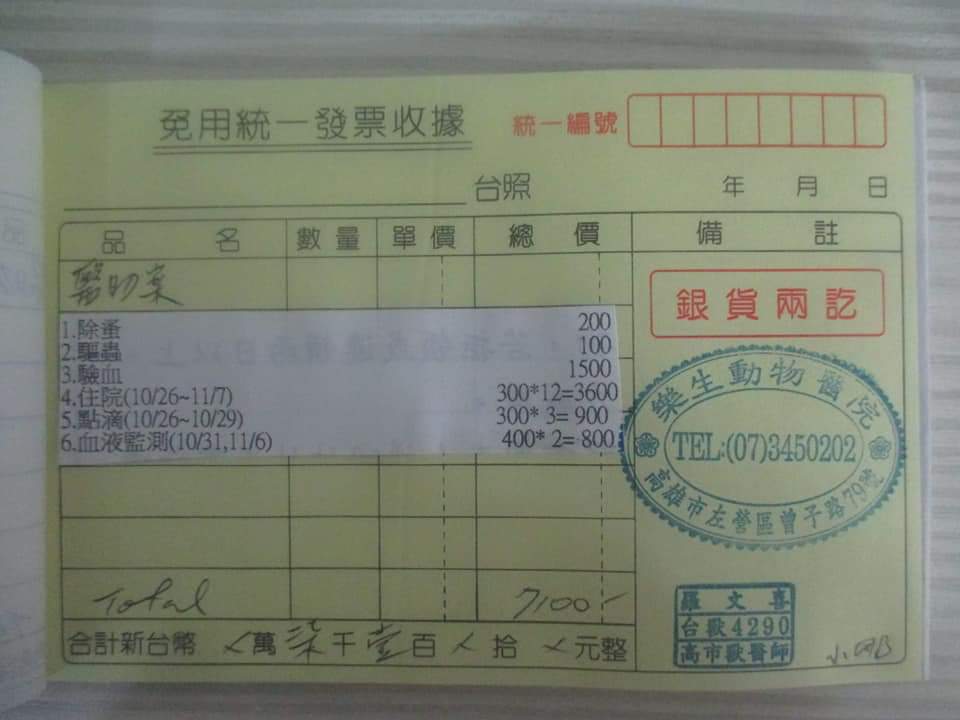 免用統一發票收據
統一編號
台照
年 月 日
品 名 數量 單價 總 價 備 註
醫助案
銀貨兩訖
1.除蚤 200
2.驅蟲 100
3.驗血 1500
4.住院(10/26~11/7) 300*12=3600
5.點滴(10/26~10/29) 300* 3= 900
6.血液監測(10/31,11/6) 400* 2= 800
樂生動物醫院
TEL:(07)3450202
高雄市左營區曾子路79號
Total 7100-
合計新台幣 萬 柒 千 壹 百 拾 元整
羅文喜
台獸4290
高市獸醫師